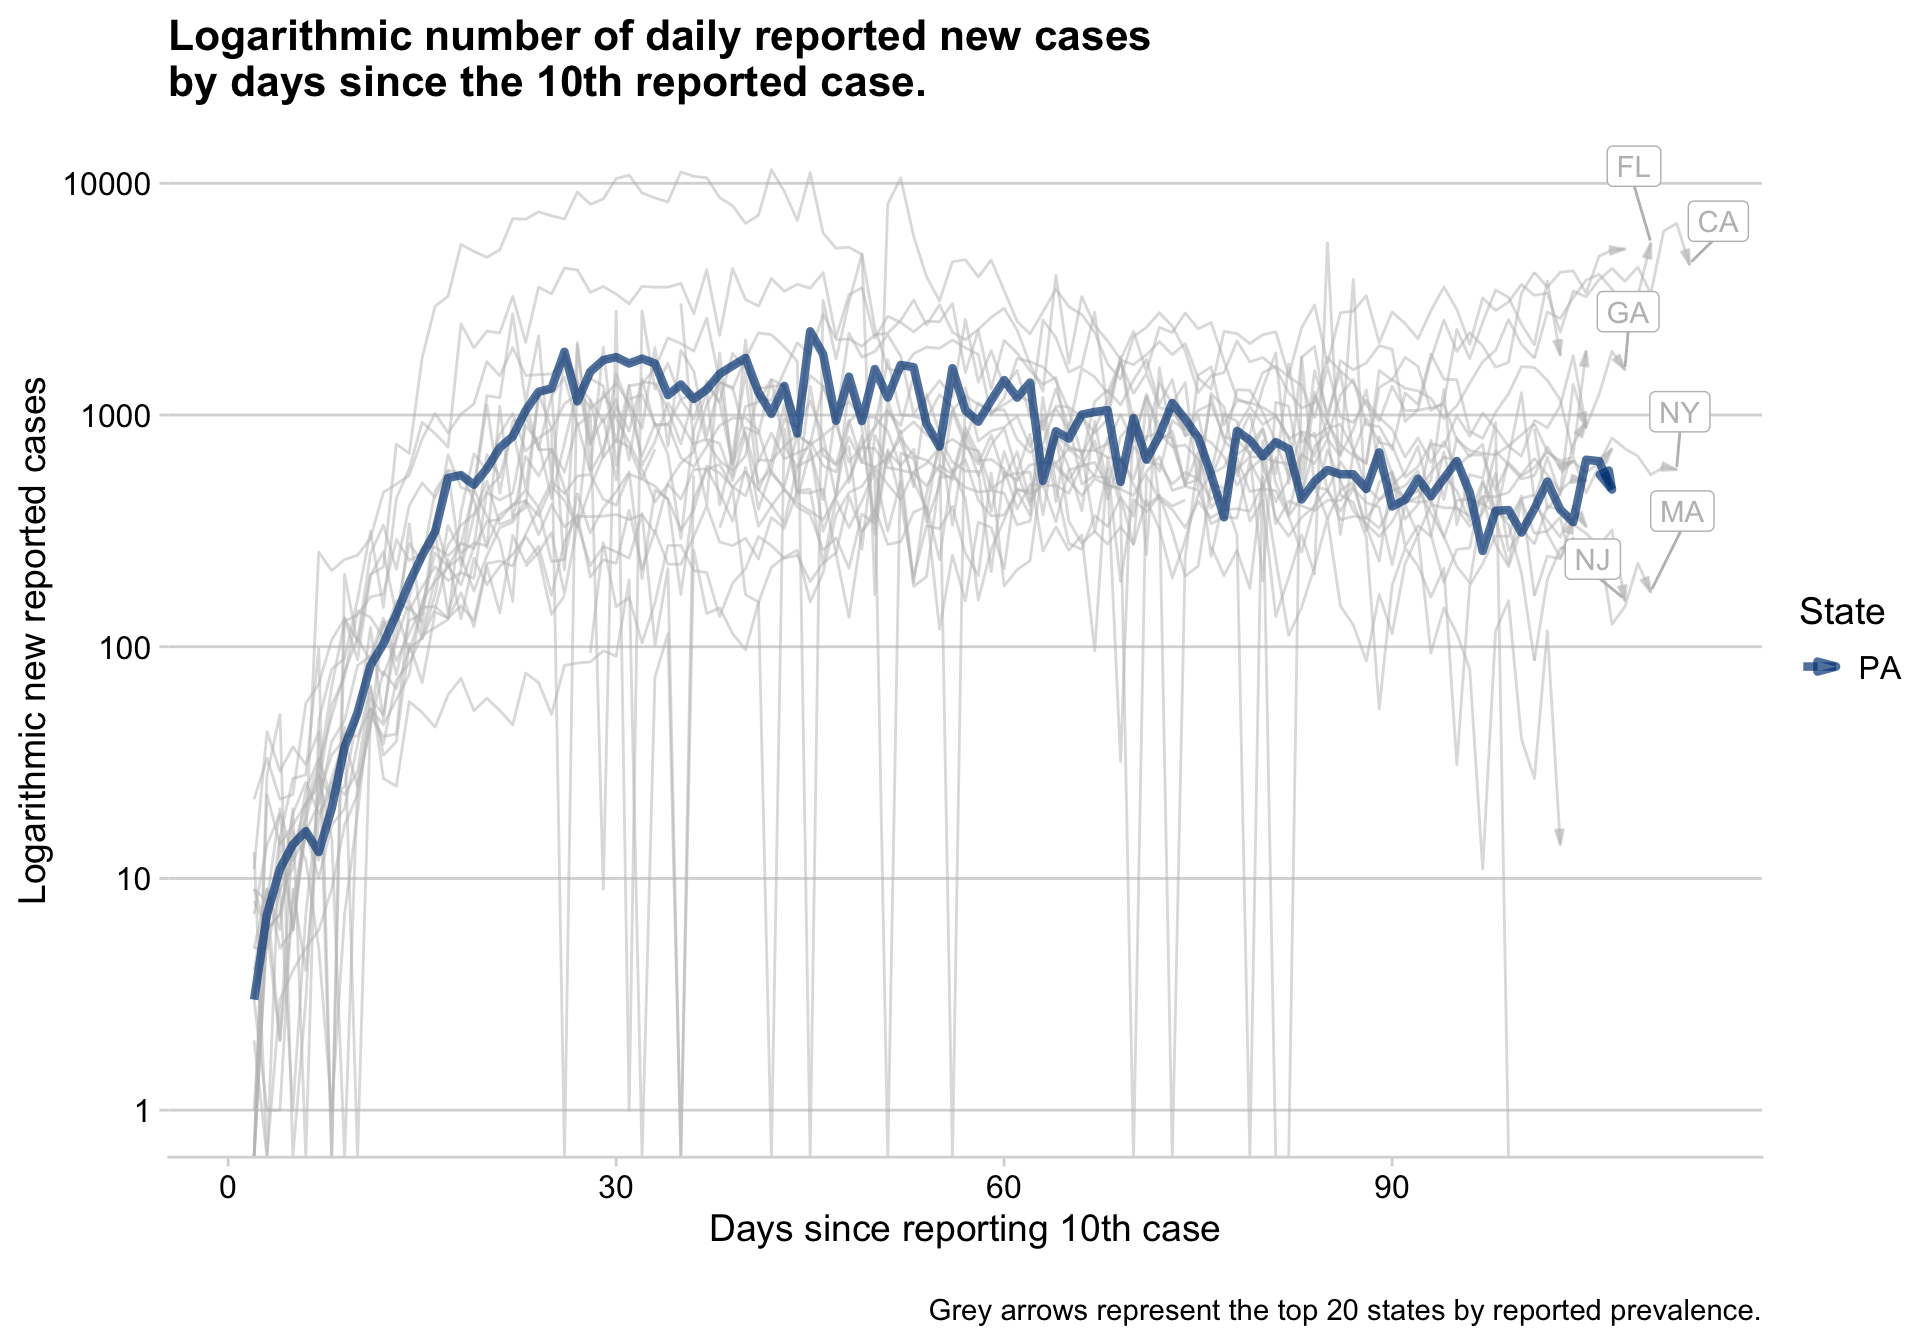 Logarithmic number of daily reported new cases
by days since the 10th reported case.
10000
1000
100
10
1
Logarithmic new reported cases
FL
CA
GA
NY
MA
NJ
State
PA
0
30
60
90
Days since reporting 10th case
Grey arrows represent the top 20 states by reported prevalence.